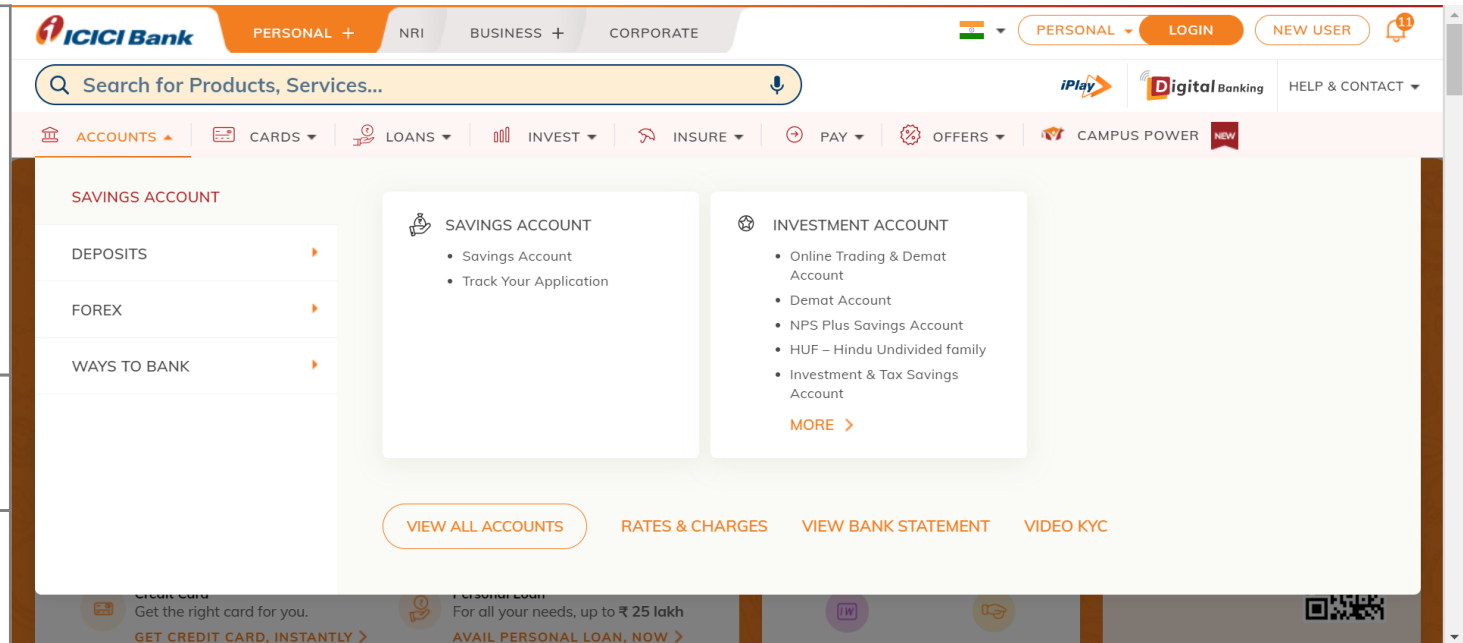 ICICI Bank
PERSONAL +
NRI
BUSINESS +
CORPORATE
PERSONAL
LOGIN
NEW USER
11
Search for Products, Services...
iPlay
Digital Banking
HELP & CONTACT
ACCOUNTS
CARDS
LOANS
INVEST
INSURE
PAY
OFFERS
CAMPUS POWER
NEW
SAVINGS ACCOUNT
DEPOSITS
FOREX
WAYS TO BANK
SAVINGS ACCOUNT
• Savings Account
• Track Your Application
INVESTMENT ACCOUNT
• Online Trading & Demat
Account
• Demat Account
• NPS Plus Savings Account
• HUF – Hindu Undivided family
• Investment & Tax Savings
Account
MORE
VIEW ALL ACCOUNTS
RATES & CHARGES
VIEW BANK STATEMENT
VIDEO KYC
Credit Card
Get the right card for you.
GET CREDIT CARD, INSTANTLY >
Personal Loan
For all your needs, up to ₹ 25 lakh
AVAIL PERSONAL LOAN, NOW >
IW